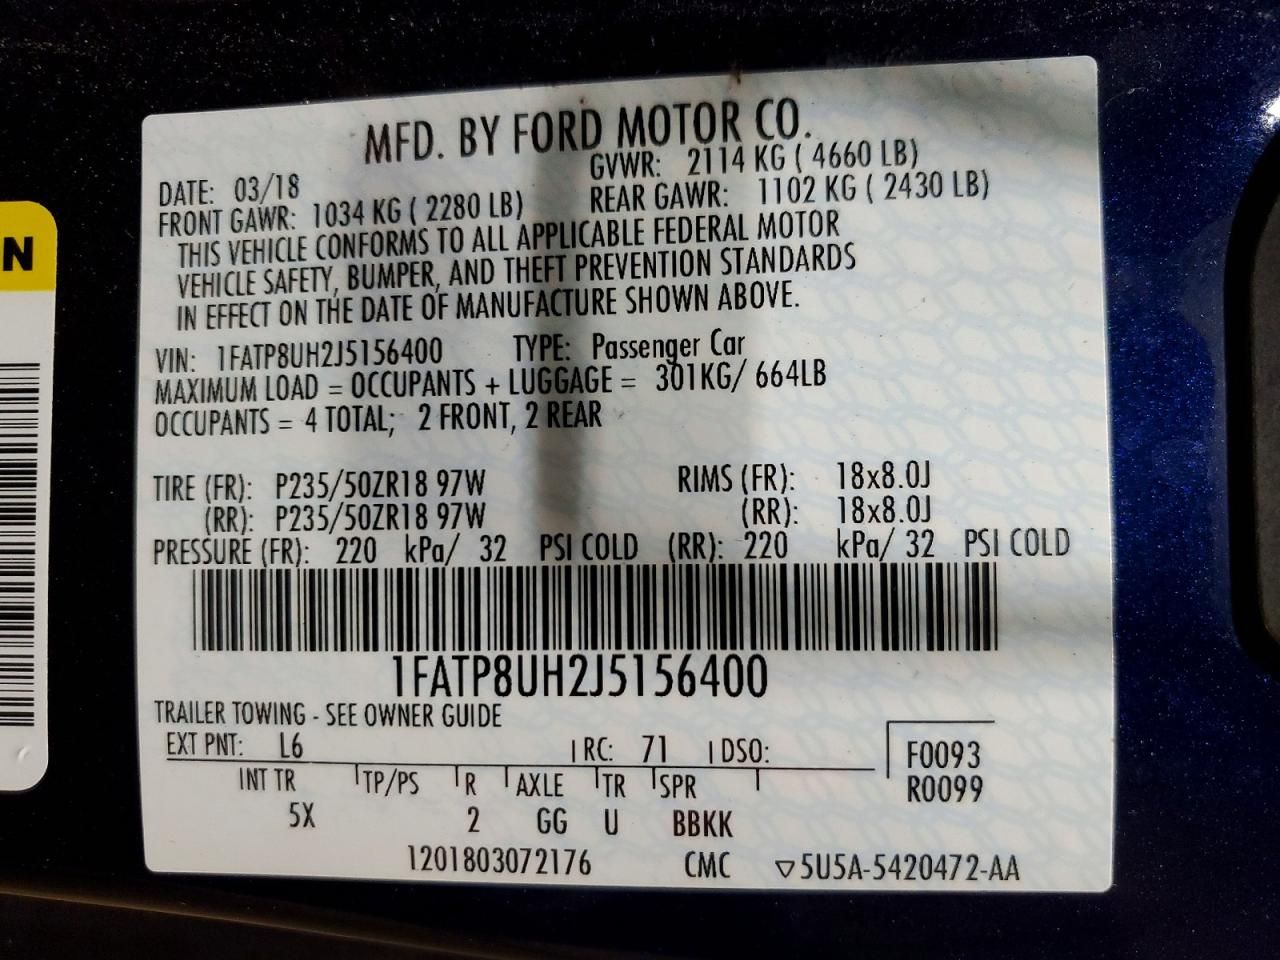 MFD. BY FORD MOTOR CO.
DATE: 03/18 GVWR: 2114 KG ( 4660 LB)
FRONT GAWR: 1034 KG ( 2280 LB) REAR GAWR: 1102 KG ( 2430 LB)
THIS VEHICLE CONFORMS TO ALL APPLICABLE FEDERAL MOTOR
VEHICLE SAFETY, BUMPER, AND THEFT PREVENTION STANDARDS
IN EFFECT ON THE DATE OF MANUFACTURE SHOWN ABOVE.
VIN: 1FATP8UH2J5156400 TYPE: Passenger Car
MAXIMUM LOAD = OCCUPANTS + LUGGAGE = 301KG/ 664LB
OCCUPANTS = 4 TOTAL; 2 FRONT, 2 REAR
TIRE (FR): P235/50ZR18 97W RIMS (FR): 18x8.0J
(RR): P235/50ZR18 97W (RR): 18x8.0J
PRESSURE (FR): 220 kPa/ 32 PSI COLD (RR): 220 kPa/ 32 PSI COLD
1FATP8UH2J5156400
TRAILER TOWING - SEE OWNER GUIDE
EXT PNT: L6 RC: 71 DSO: F0093
INT TR TP/PS R AXLE TR SPR R0099
5X 2 GG U BBKK
1201803072176 CMC ▽5U5A-5420472-AA
N